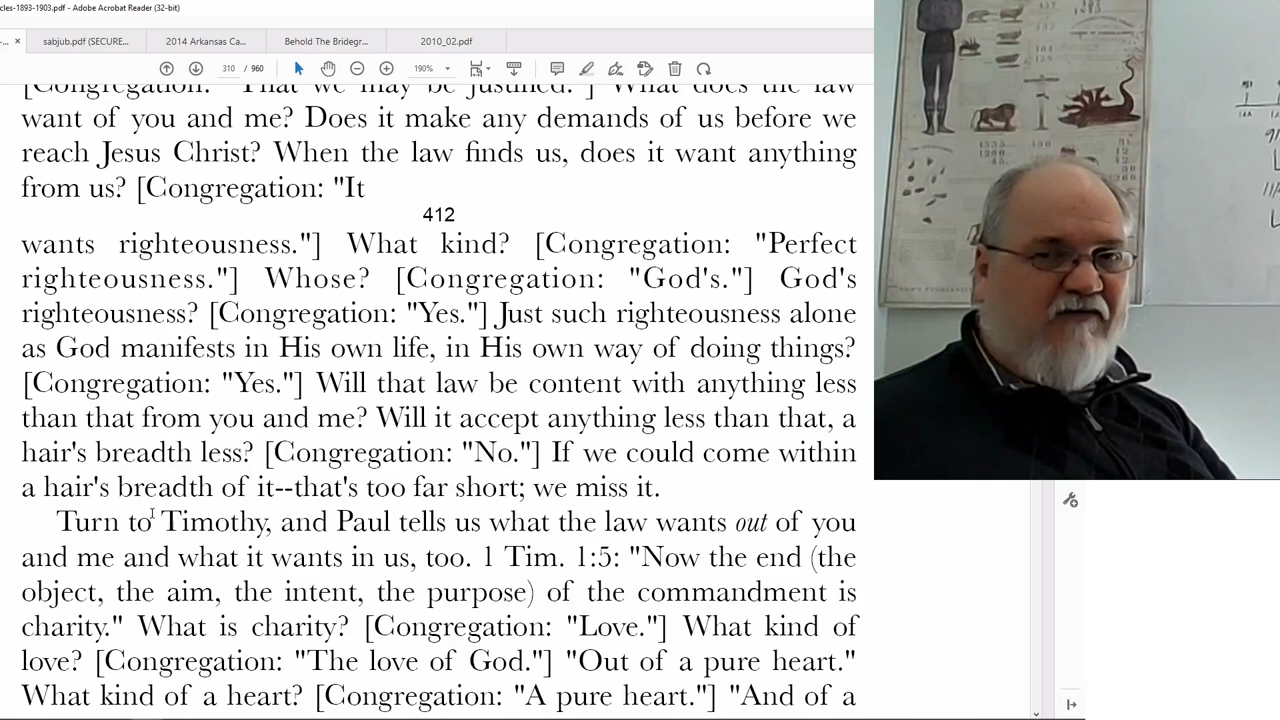 cles-1893-1903.pdf - Adobe Acrobat Reader (32-bit)
... × sabjub.pdf (SECURE... 2014 Arkansas Ca... Behold The Bridegr... 2010_02.pdf
310 / 960 190%
[Congregation: "That we may be justified."] What does the law
want of you and me? Does it make any demands of us before we
reach Jesus Christ? When the law finds us, does it want anything
from us? [Congregation: "It
412
wants righteousness."] What kind? [Congregation: "Perfect
righteousness."] Whose? [Congregation: "God's."] God's
righteousness? [Congregation: "Yes."] Just such righteousness alone
as God manifests in His own life, in His own way of doing things?
[Congregation: "Yes."] Will that law be content with anything less
than that from you and me? Will it accept anything less than that, a
hair's breadth less? [Congregation: "No."] If we could come within
a hair's breadth of it--that's too far short; we miss it.
Turn to Timothy, and Paul tells us what the law wants out of you
and me and what it wants in us, too. 1 Tim. 1:5: "Now the end (the
object, the aim, the intent, the purpose) of the commandment is
charity." What is charity? [Congregation: "Love."] What kind of
love? [Congregation: "The love of God."] "Out of a pure heart."
What kind of a heart? [Congregation: "A pure heart."] "And of a